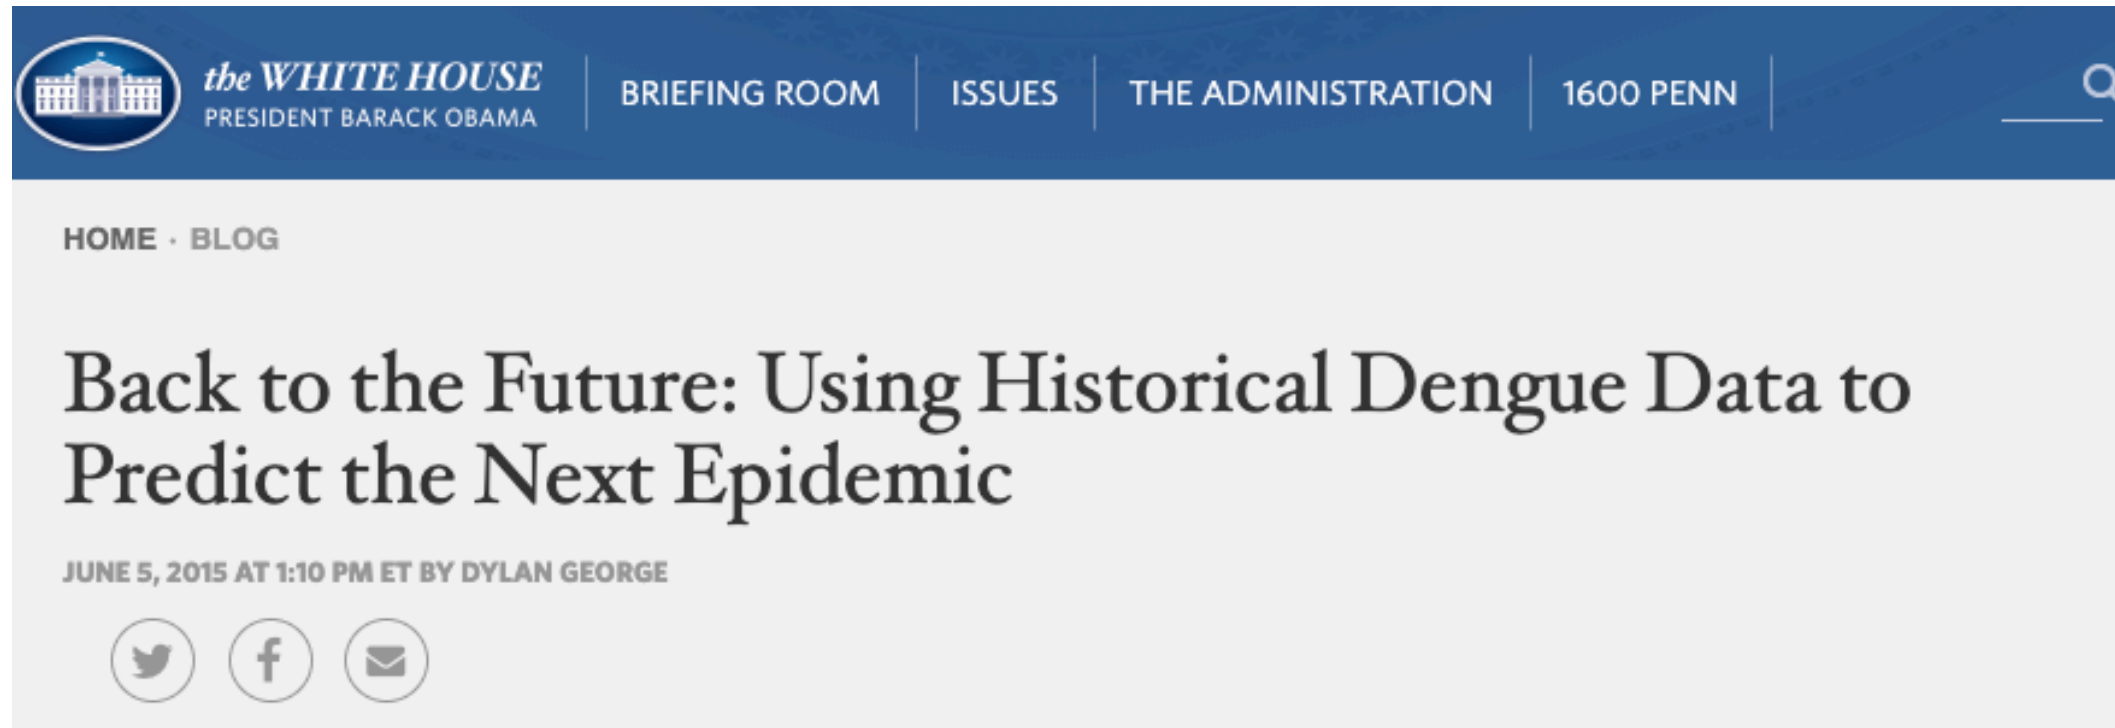 the WHITE HOUSE
PRESIDENT BARACK OBAMA
BRIEFING ROOM
ISSUES
THE ADMINISTRATION
1600 PENN
HOME · BLOG
Back to the Future: Using Historical Dengue Data to
Predict the Next Epidemic
JUNE 5, 2015 AT 1:10 PM ET BY DYLAN GEORGE